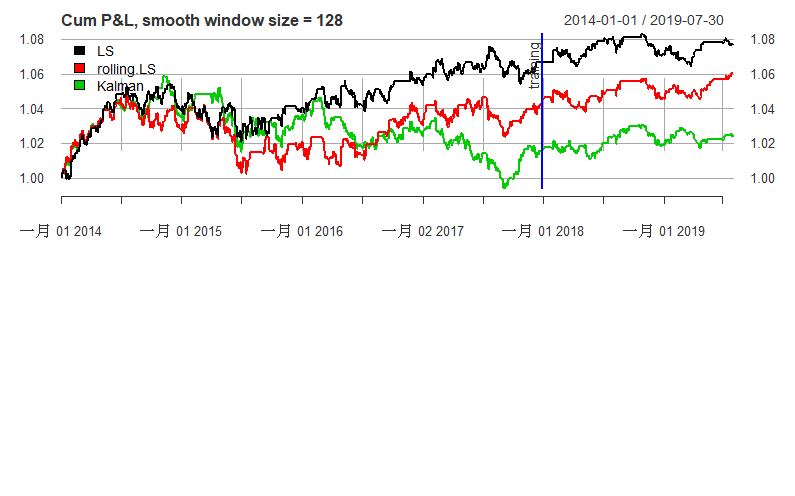 Cum P&L, smooth window size = 128 2014-01-01 / 2019-07-30
1.08 1.08
LS
training
rolling.LS
1.06 1.06
Kalman
1.04 1.04
1.02 1.02
1.00 1.00
一月 01 2014 一月 01 2015 一月 01 2016 一月 02 2017 一月 01 2018 一月 01 2019